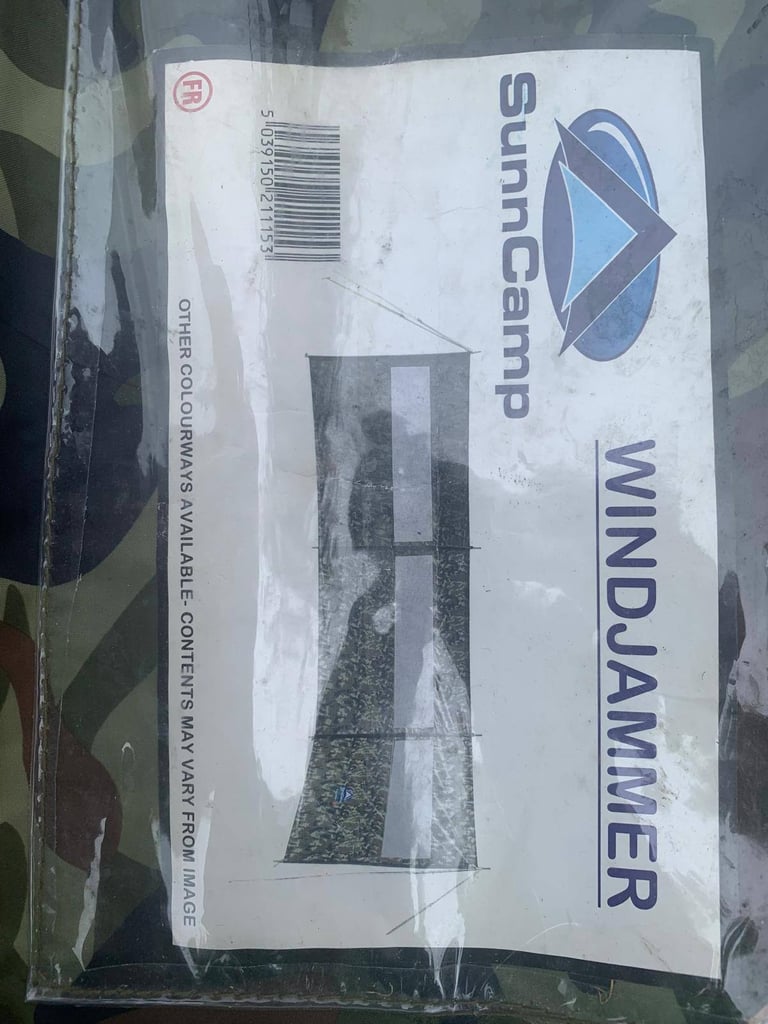 SunnCamp
WINDJAMMER
FR
5 039150 211153
OTHER COLOURWAYS AVAILABLE- CONTENTS MAY VARY FROM IMAGE